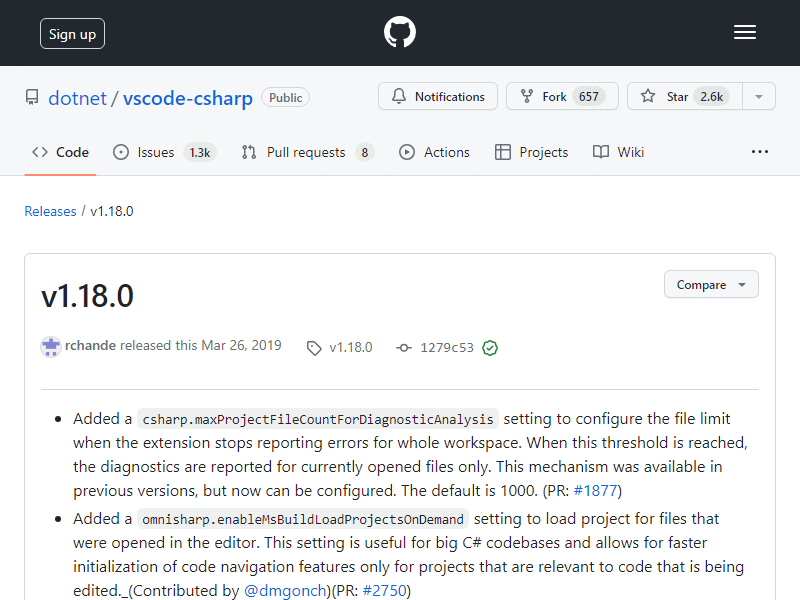 Sign up
dotnet / vscode-csharp Public
Notifications Fork 657 Star 2.6k
Code Issues 1.3k Pull requests 8 Actions Projects Wiki
Releases / v1.18.0
v1.18.0
Compare
rchande released this Mar 26, 2019 v1.18.0 1279c53
Added a csharp.maxProjectFileCountForDiagnosticAnalysis setting to configure the file limit
when the extension stops reporting errors for whole workspace. When this threshold is reached,
the diagnostics are reported for currently opened files only. This mechanism was available in
previous versions, but now can be configured. The default is 1000. (PR: #1877)
Added a omnisharp.enableMsBuildLoadProjectsOnDemand setting to load project for files that
were opened in the editor. This setting is useful for big C# codebases and allows for faster
initialization of code navigation features only for projects that are relevant to code that is being
edited._(Contributed by @dmgonch)(PR: #2750)